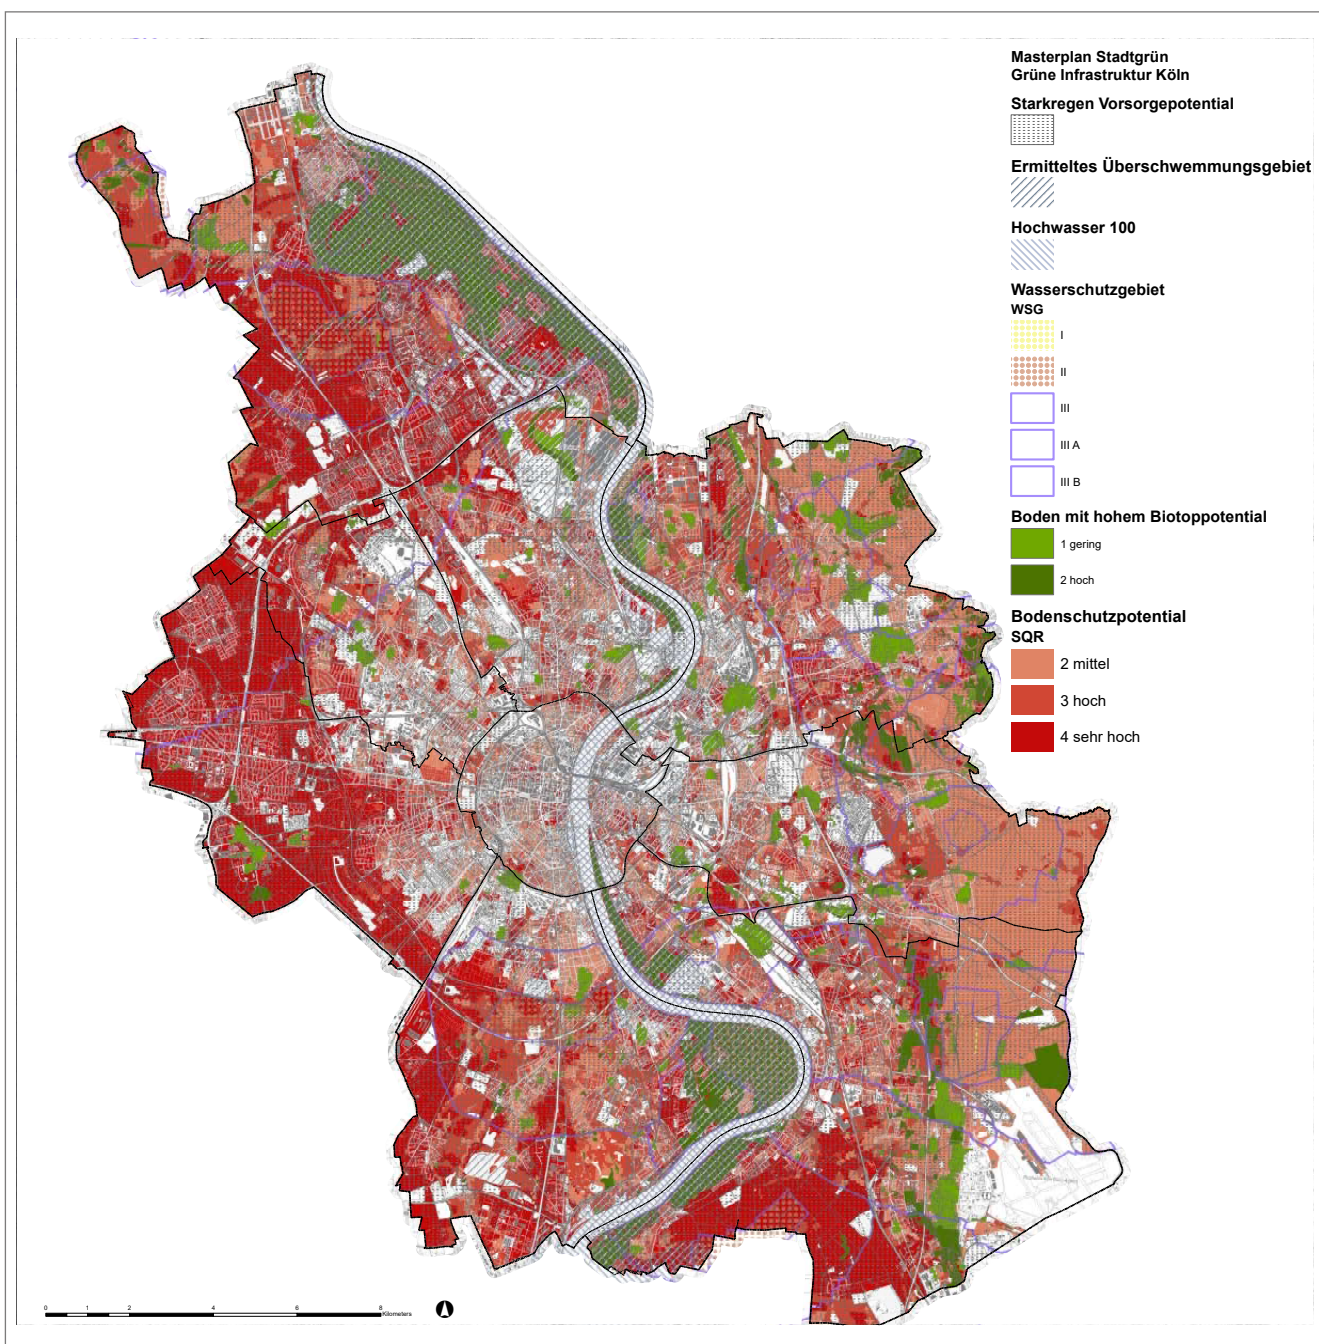 Masterplan Stadtgrün
Grüne Infrastruktur Köln
Starkregen Vorsorgepotential
Ermitteltes Überschwemmungsgebiet
Hochwasser 100
Wasserschutzgebiet
WSG
I
II
III
III A
III B
Boden mit hohem Biotoppotential
1 gering
2 hoch
Bodenschutzpotential
SQR
2 mittel
3 hoch
4 sehr hoch
0 1 2 4 6 8
Kilometers